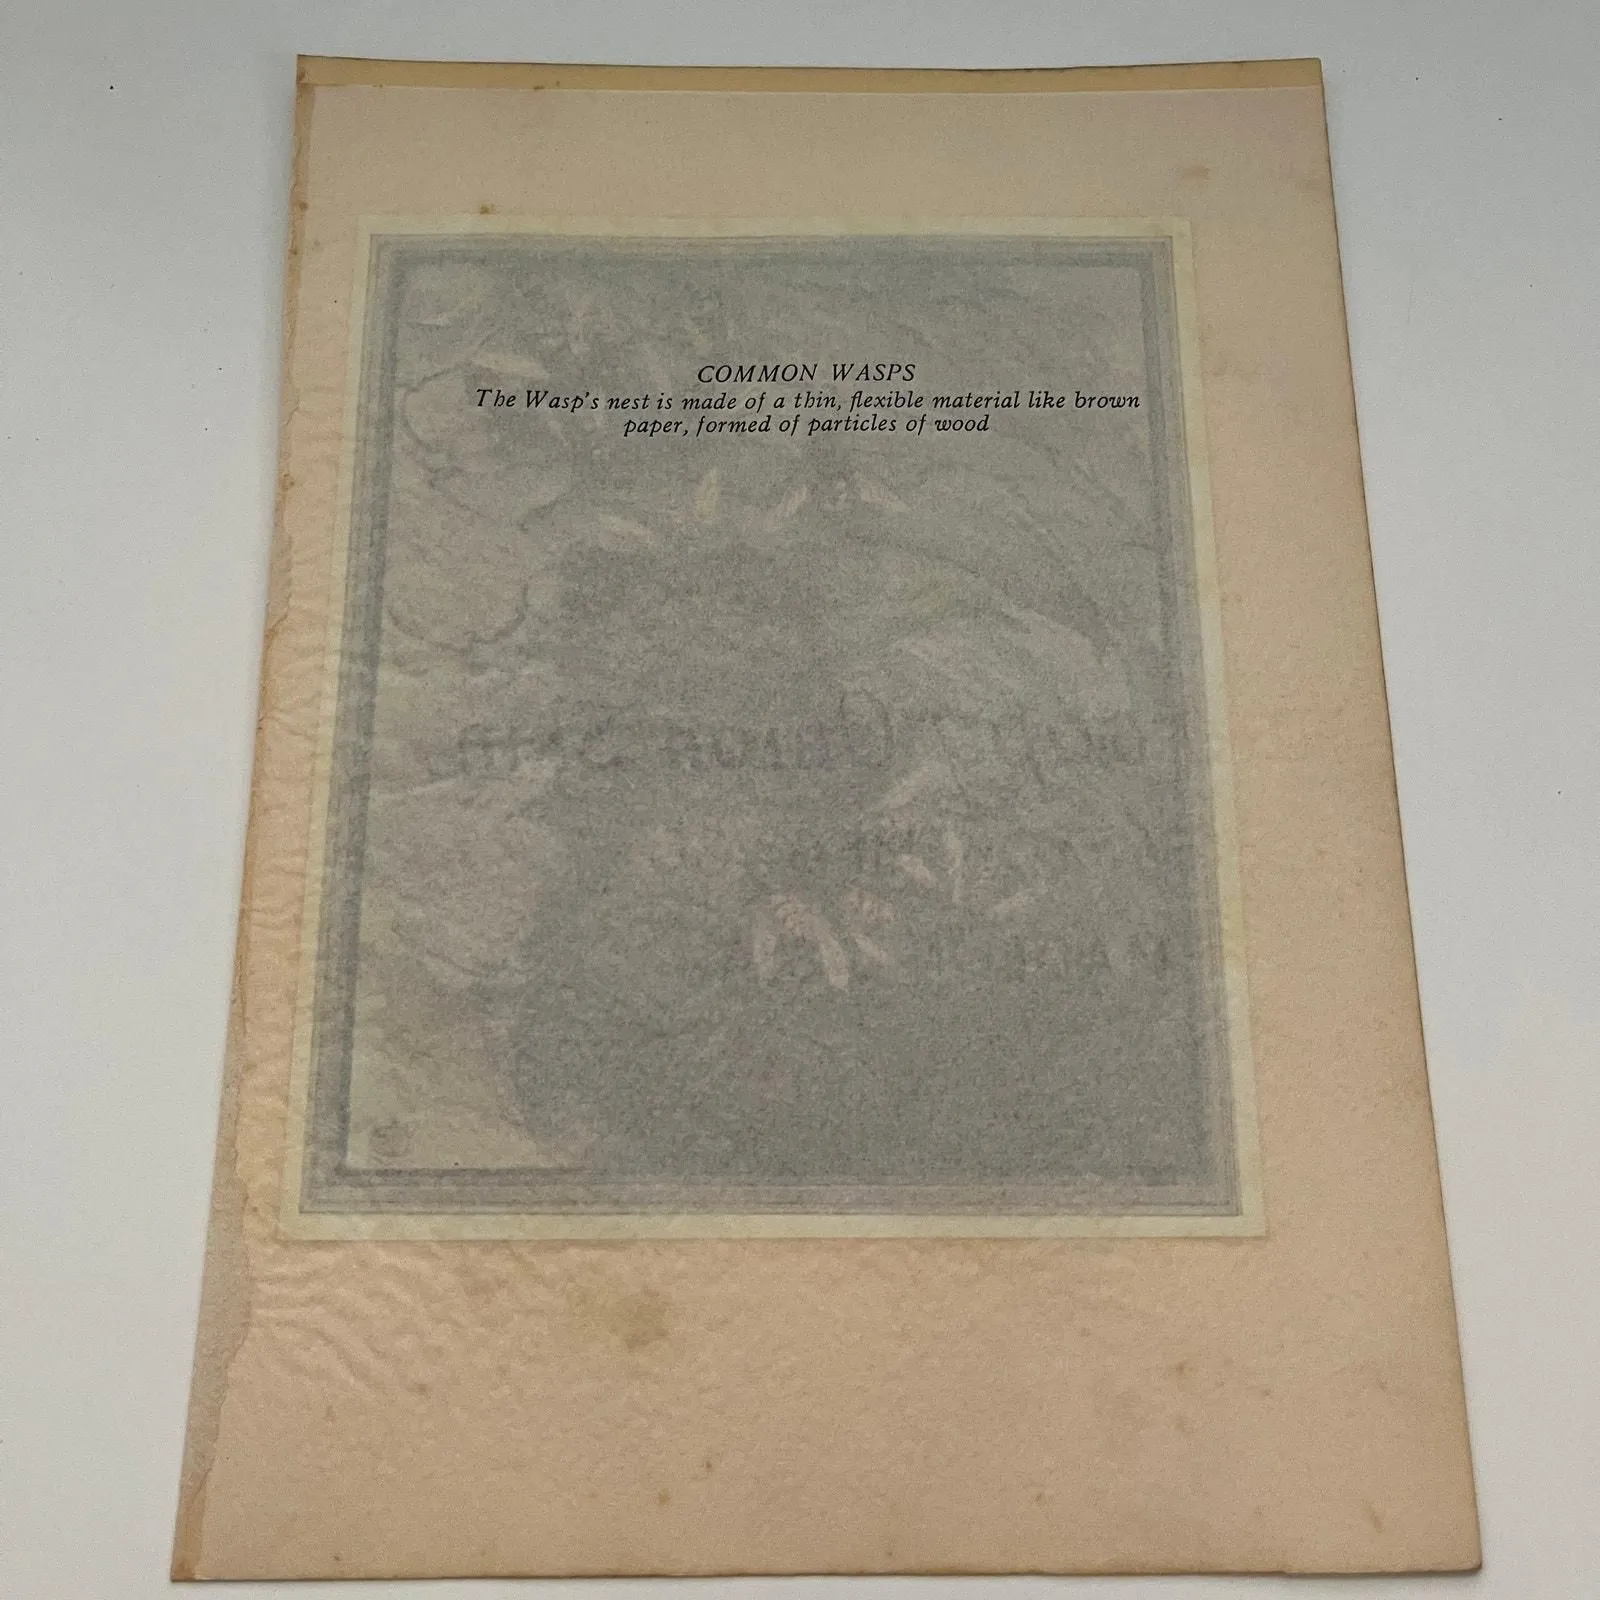 COMMON WASPS
The Wasp's nest is made of a thin, flexible material like brown
paper, formed of particles of wood